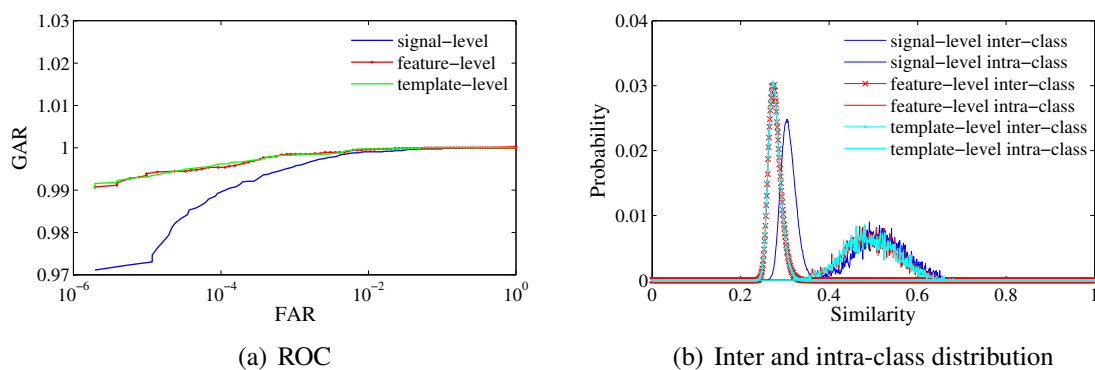 1.03
1.02
1.01
1
0.99
0.98
0.97
GAR
signal−level
feature−level
template−level
10−6
10−4
10−2
100
FAR
(a) ROC
0.04
0.03
0.02
0.01
0
Probability
signal−level inter−class
signal−level intra−class
feature−level inter−class
feature−level intra−class
template−level inter−class
template−level intra−class
0
0.2
0.4
0.6
0.8
1
Similarity
(b) Inter and intra-class distribution